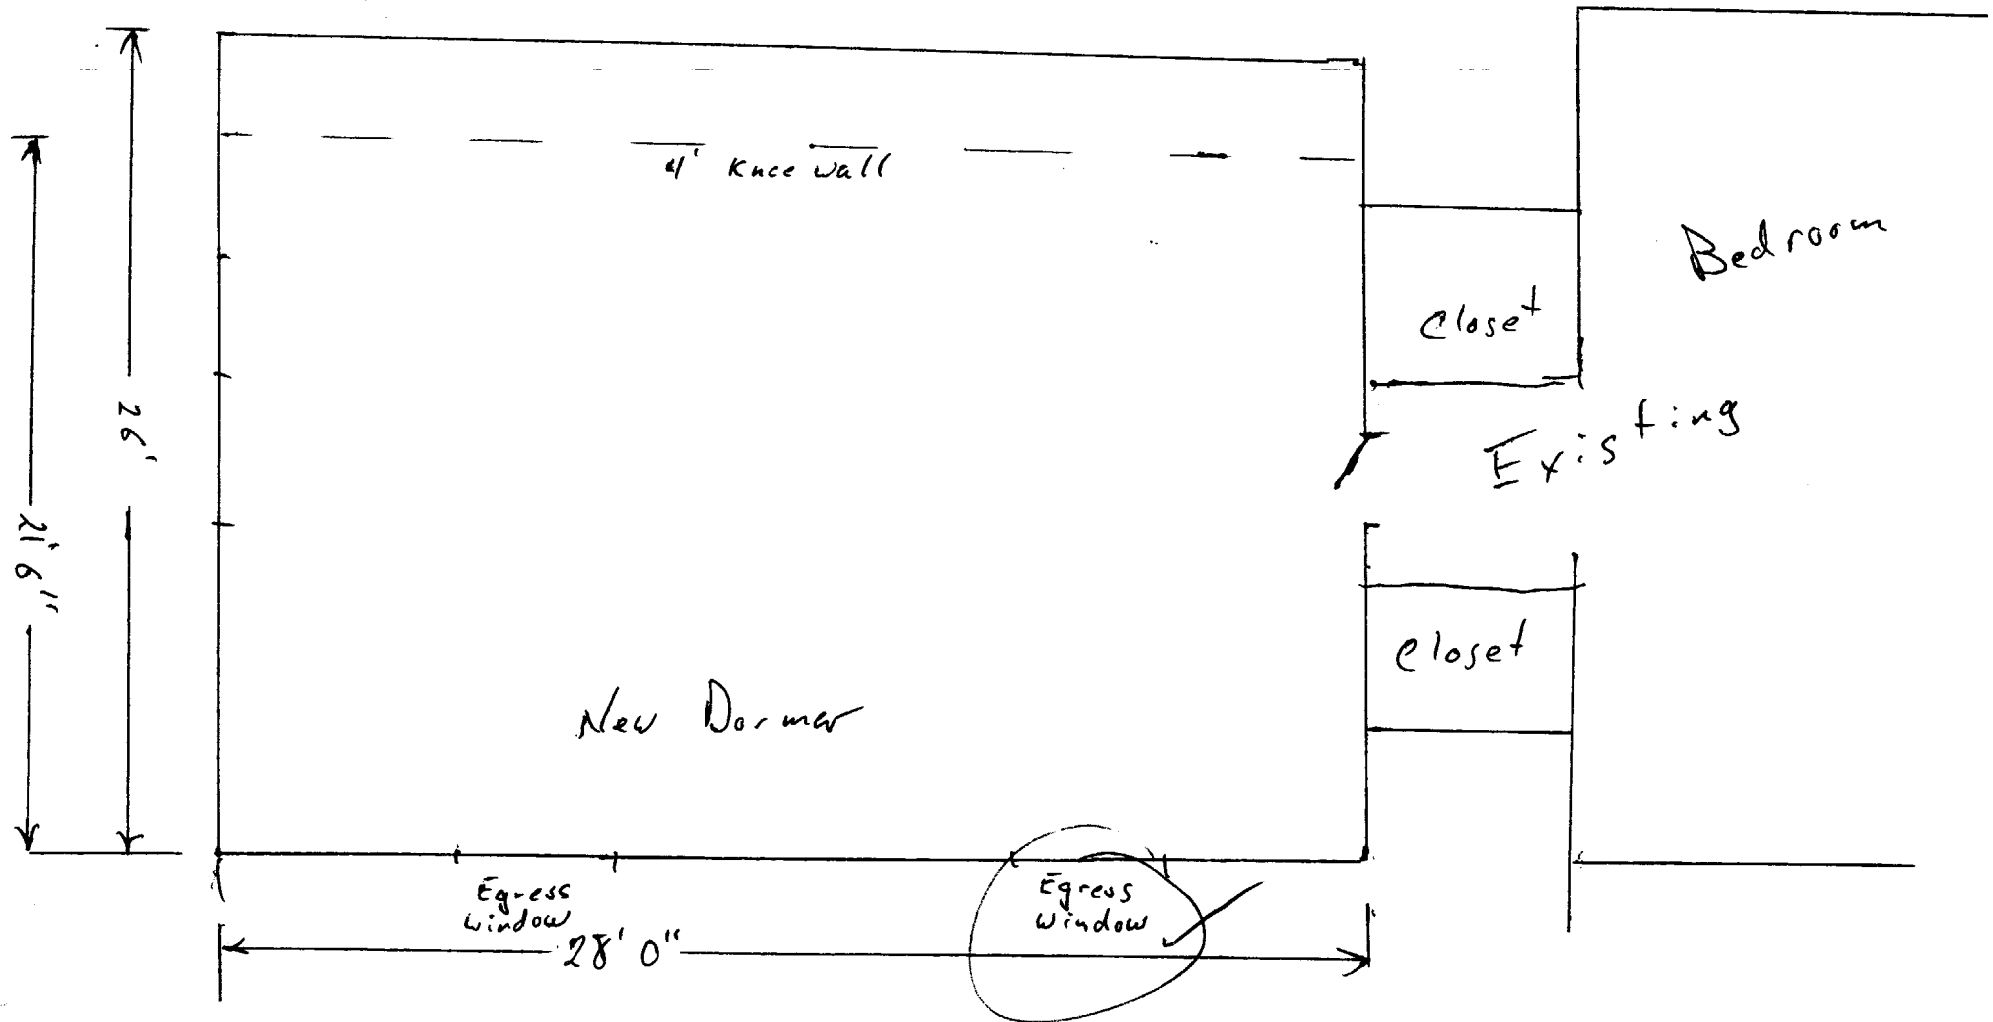 4' Knee wall
Bedroom
Closet
26'
Existing
21' 6"
Closet
New Dormer
Egress
window
Egress
window
28' 0"